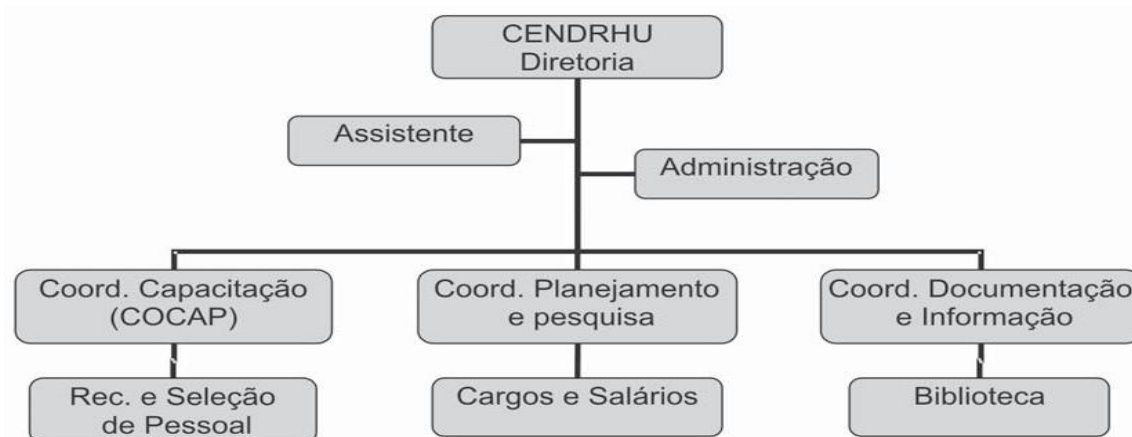 CENDRHU
Diretoria
Assistente
Administração
Coord. Capacitação
(COCAP)
Coord. Planejamento
e pesquisa
Coord. Documentação
e Informação
Rec. e Seleção
de Pessoal
Cargos e Salários
Biblioteca